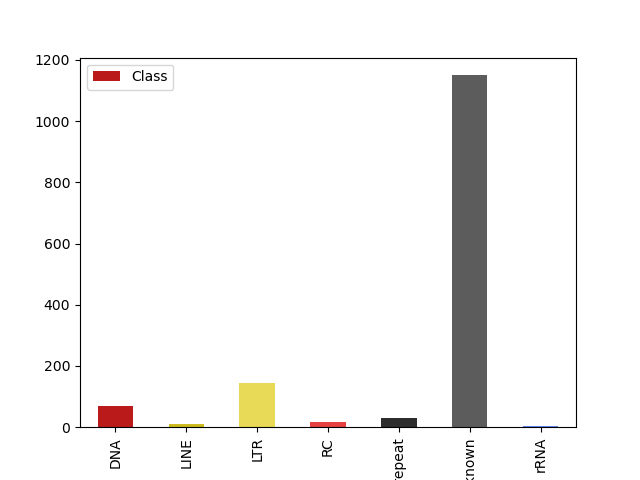 1200
1000
800
600
400
200
0
Class
DNA
LINE
LTR
RC
repeat
known
rRNA